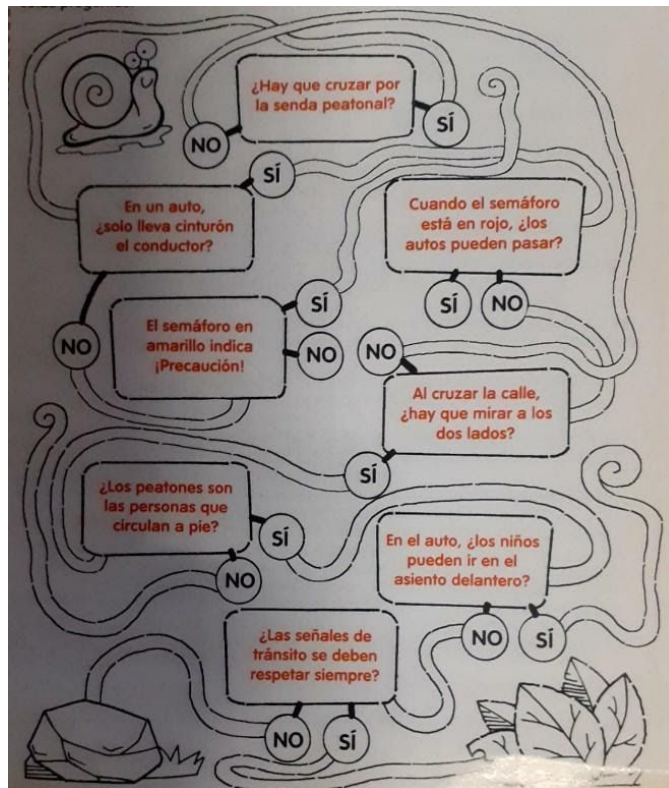 ¿Hay que cruzar por
la senda peatonal?
NO
SÍ
SÍ
En un auto,
¿solo lleva cinturón
el conductor?
Cuando el semáforo
está en rojo, ¿los
autos pueden pasar?
SÍ
SÍ
NO
NO
El semáforo en
amarillo indica
¡Precaución!
NO
NO
Al cruzar la calle,
¿hay que mirar a los
dos lados?
SÍ
¿Los peatones son
las personas que
circulan a pie?
SÍ
NO
En el auto, ¿los niños
pueden ir en el
asiento delantero?
NO
SÍ
¿Las señales de
tránsito se deben
respetar siempre?
NO
SÍ